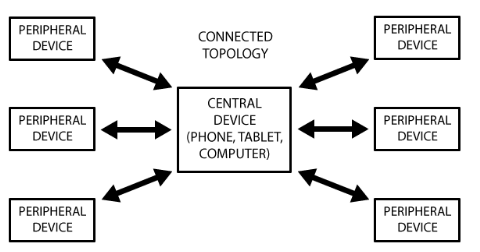 PERIPHERAL
DEVICE
CONNECTED
TOPOLOGY
PERIPHERAL
DEVICE
PERIPHERAL
DEVICE
CENTRAL
DEVICE
(PHONE, TABLET,
COMPUTER)
PERIPHERAL
DEVICE
PERIPHERAL
DEVICE
PERIPHERAL
DEVICE